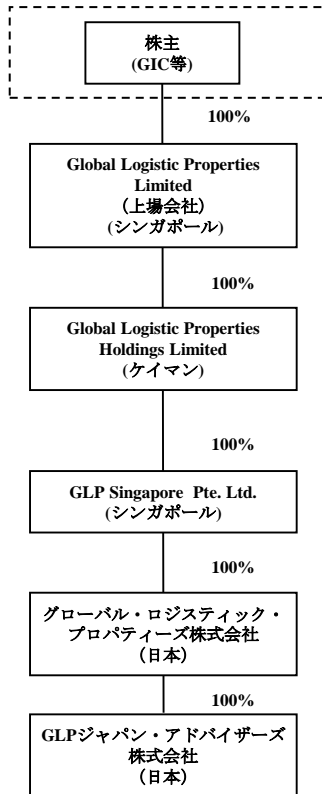 株主
(GIC等)
100%
Global Logistic Properties
Limited
（上場会社）
(シンガポール)
100%
Global Logistic Properties
Holdings Limited
(ケイマン)
100%
GLP Singapore Pte. Ltd.
(シンガポール)
100%
グローバル・ロジスティック・
プロパティーズ株式会社
（日本）
100%
GLPジャパン・アドバイザーズ
株式会社
（日本）